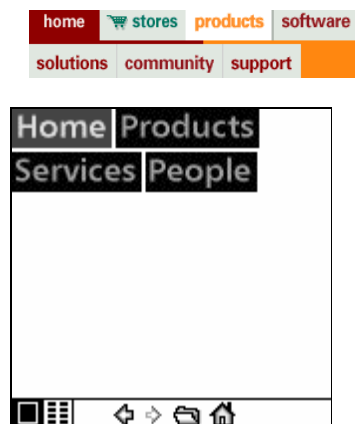 home stores products software
solutions community support
Home Products
Services People